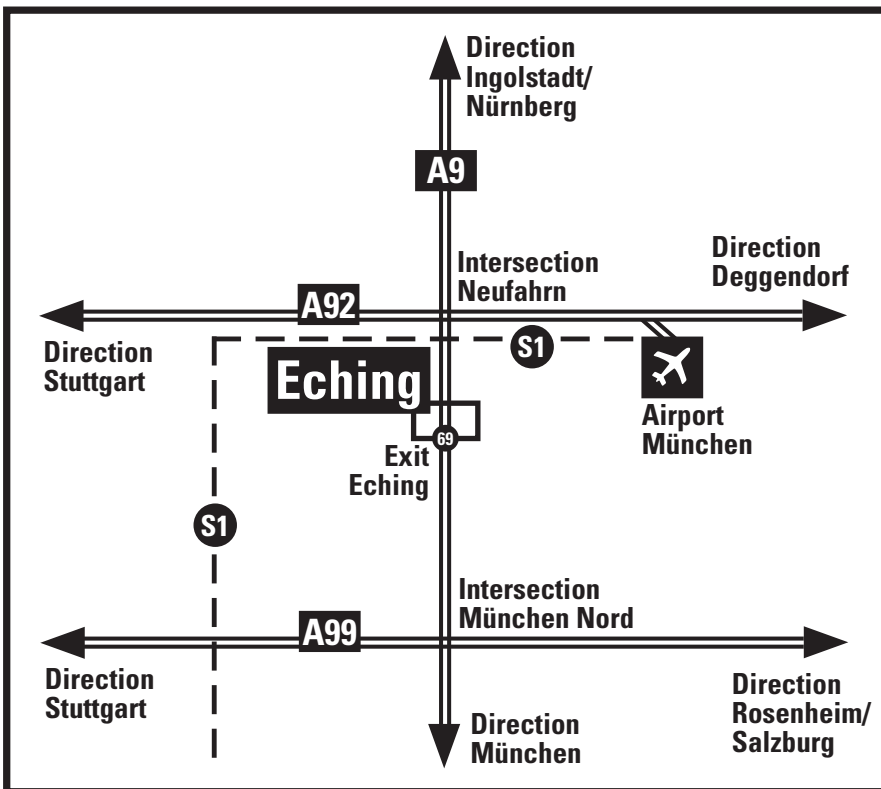 Direction
Ingolstadt/
Nürnberg
A9
Intersection
Neufahrn
Direction
Deggendorf
A92
Direction
Stuttgart
S1
Eching
Airport
München
69
Exit
Eching
S1
Intersection
München Nord
A99
Direction
Stuttgart
Direction
Rosenheim/
Salzburg
Direction
München